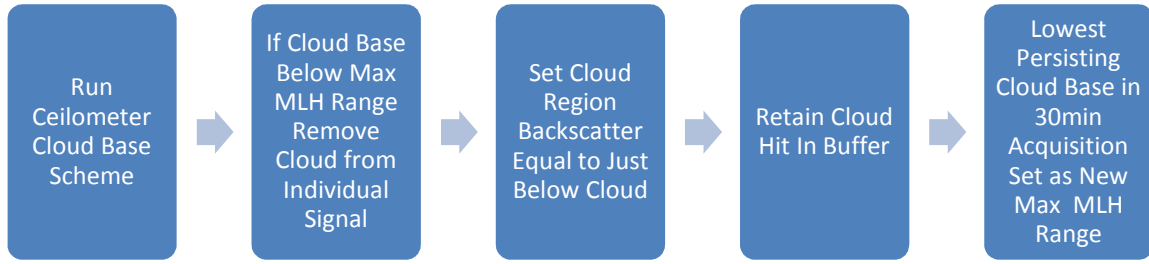 Run
Ceilometer
Cloud Base
Scheme
If Cloud Base
Below Max
MLH Range
Remove
Cloud from
Individual
Signal
Set Cloud
Region
Backscatter
Equal to Just
Below Cloud
Retain Cloud
Hit In Buffer
Lowest
Persisting
Cloud Base in
30min
Acquisition
Set as New
Max MLH
Range